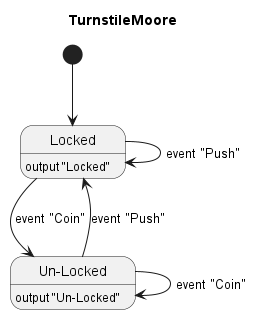 TurnstileMoore
Locked
output "Locked"
event "Push"
event "Coin"
event "Push"
Un-Locked
output "Un-Locked"
event "Coin"